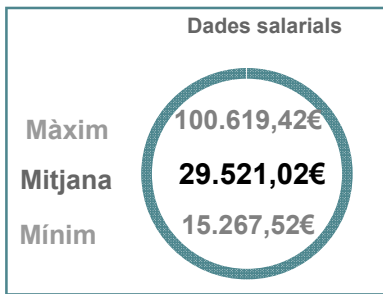 Dades salarials
Màxim 100.619,42€
Mitjana 29.521,02€
Mínim 15.267,52€